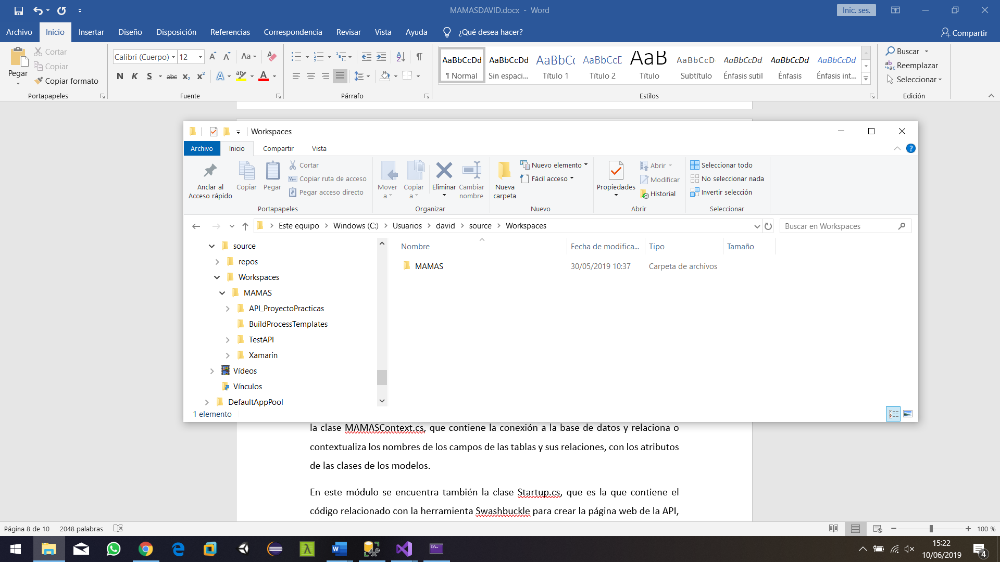 MAMASDAVID.docx - Word
Inic. ses.
Archivo Inicio Insertar Diseño Disposición Referencias Correspondencia Revisar Vista Ayuda ¿Qué desea hacer? Compartir
Pegar
Cortar
Copiar
Copiar formato
Portapapeles
Calibri (Cuerpo) 12
Aa
N K S abc x₂ x²
A A
Fuente
Párrafo
AaBbCcDd AaBbCcDd AaBbCc AaBbCcC AaB AaBbCcD AaBbCcDd AaBbCcDd AaBbCcDd
¶ Normal Sin espaci... Título 1 Título 2 Título Subtítulo Énfasis sutil Énfasis Énfasis int...
Estilos
Buscar
Reemplazar
Seleccionar
Edición
Workspaces
Archivo Inicio Compartir Vista
Anclar al
Acceso rápido
Copiar
Pegar
Cortar
Copiar ruta de acceso
Pegar acceso directo
Portapapeles
Mover
a
Copiar
a
Eliminar
Cambiar
nombre
Organizar
Nueva
carpeta
Nuevo elemento
Fácil acceso
Nuevo
Propiedades
Abrir
Modificar
Historial
Abrir
Seleccionar todo
No seleccionar nada
Invertir selección
Seleccionar
Este equipo > Windows (C:) > Usuarios > david > source > Workspaces
Buscar en Workspaces
source
repos
Workspaces
MAMAS
API_ProyectoPracticas
BuildProcessTemplates
TestAPI
Xamarin
Vídeos
Vínculos
DefaultAppPool
Nombre Fecha de modifica... Tipo Tamaño
MAMAS 30/05/2019 10:37 Carpeta de archivos
1 elemento
la clase MAMASContext.cs, que contiene la conexión a la base de datos y relaciona o
contextualiza los nombres de los campos de las tablas y sus relaciones, con los atributos
de las clases de los modelos.
En este módulo se encuentra también la clase Startup.cs, que es la que contiene el
código relacionado con la herramienta Swashbuckle para crear la página web de la API,
Página 8 de 10 2048 palabras
100 %
15:22
10/06/2019
4